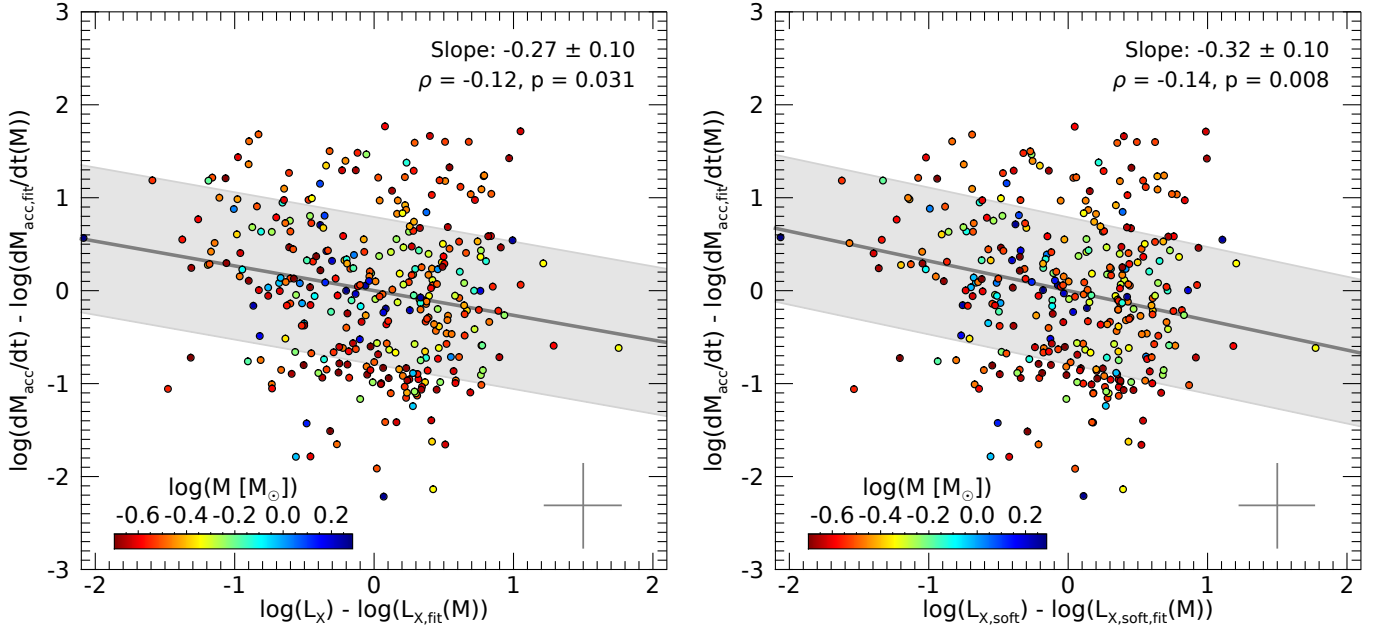 3
2
1
0
-1
-2
-3
log(dM_acc/dt) - log(dM_acc,fit/dt(M))
Slope: -0.27 ± 0.10
ρ = -0.12, p = 0.031
log(M [M_⊙])
-0.6 -0.4 -0.2 0.0 0.2
-2 -1 0 1 2
log(L_X) - log(L_X,fit(M))
3
2
1
0
-1
-2
-3
log(dM_acc/dt) - log(dM_acc,fit/dt(M))
Slope: -0.32 ± 0.10
ρ = -0.14, p = 0.008
log(M [M_⊙])
-0.6 -0.4 -0.2 0.0 0.2
-2 -1 0 1 2
log(L_X,soft) - log(L_X,soft,fit(M))